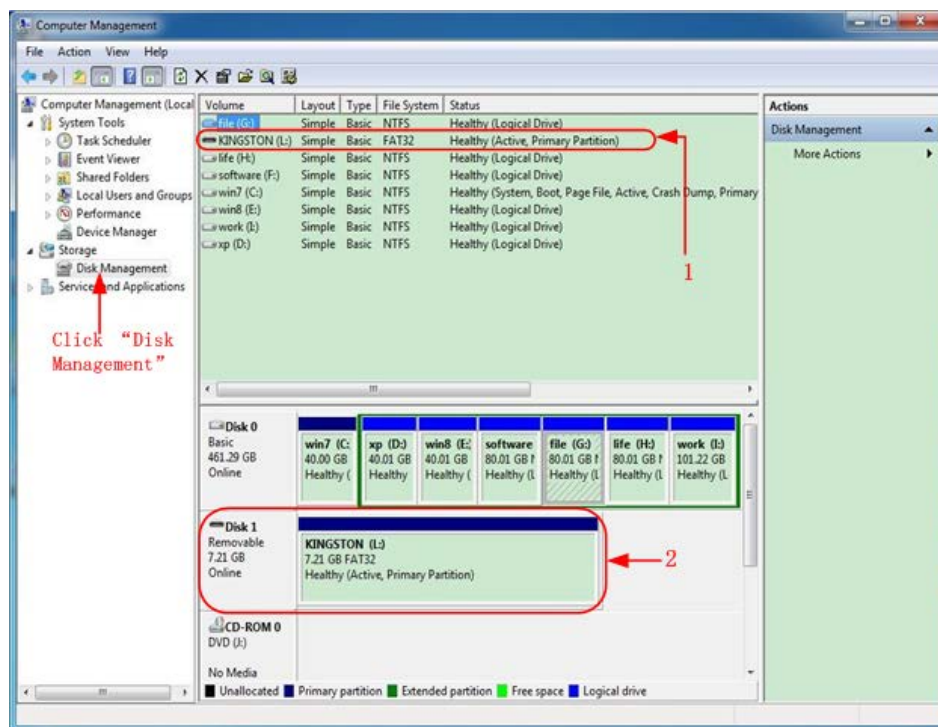 Computer Management
File Action View Help
Computer Management (Local
System Tools
Task Scheduler
Event Viewer
Shared Folders
Local Users and Groups
Performance
Device Manager
Storage
Disk Management
Services and Applications
Click “Disk
Management”
Volume Layout Type File System Status
file (G:) Simple Basic NTFS Healthy (Logical Drive)
KINGSTON (L:) Simple Basic FAT32 Healthy (Active, Primary Partition)
life (H:) Simple Basic NTFS Healthy (Logical Drive)
software (F:) Simple Basic NTFS Healthy (Logical Drive)
win7 (C:) Simple Basic NTFS Healthy (System, Boot, Page File, Active, Crash Dump, Primary
win8 (E:) Simple Basic NTFS Healthy (Logical Drive)
work (I:) Simple Basic NTFS Healthy (Logical Drive)
xp (D:) Simple Basic NTFS Healthy (Logical Drive)
1
Disk 0
Basic
461.29 GB
Online
win7 (C: xp (D:) win8 (E: software file (G:) life (H:) work (I:)
40.00 GB 40.01 GB 40.01 GB 80.01 GB 80.01 GB 80.01 GB 101.22 GB
Healthy ( Healthy Healthy ( Healthy (L Healthy (L Healthy (L Healthy (L
Disk 1
Removable
7.21 GB
Online
KINGSTON (L:)
7.21 GB FAT32
Healthy (Active, Primary Partition)
2
CD-ROM 0
DVD (J:)
No Media
Unallocated Primary partition Extended partition Free space Logical drive
Actions
Disk Management
More Actions